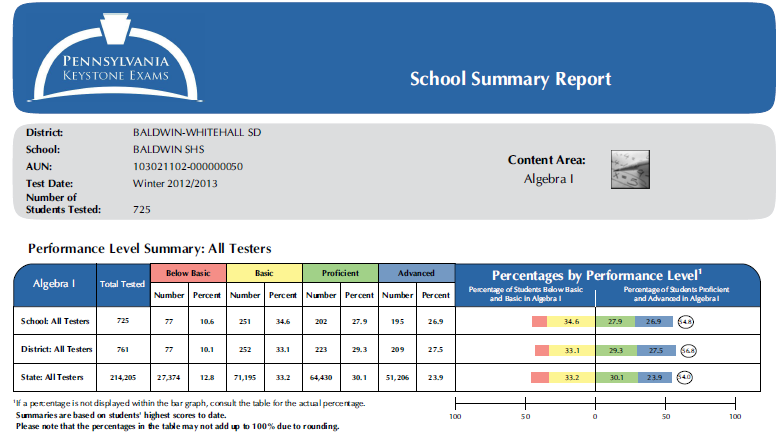 PENNSYLVANIA
KEYSTONE EXAMS
School Summary Report
District: BALDWIN-WHITEHALL SD
School: BALDWIN SHS
AUN: 103021102-000000050
Test Date: Winter 2012/2013
Number of
Students Tested: 725
Content Area:
Algebra I
Performance Level Summary: All Testers
Algebra I Total Tested Below Basic Basic Proficient Advanced Percentages by Performance Level¹
Number Percent Number Percent Number Percent Number Percent
Percentage of Students Below Basic Percentage of Students Proficient
and Basic in Algebra I and Advanced in Algebra I
School: All Testers 725 77 10.6 251 34.6 202 27.9 195 26.9 34.6 27.9 26.9 54.8
District: All Testers 761 77 10.1 252 33.1 223 29.3 209 27.5 33.1 29.3 27.5 56.8
State: All Testers 214,205 27,374 12.8 71,195 33.2 64,430 30.1 51,206 23.9 33.2 30.1 23.9 54.0
¹If a percentage is not displayed within the bar graph, consult the table for the actual percentage.
Summaries are based on students' highest scores to date.
Please note that the percentages in the table may not add up to 100% due to rounding.
100 50 0 50 100